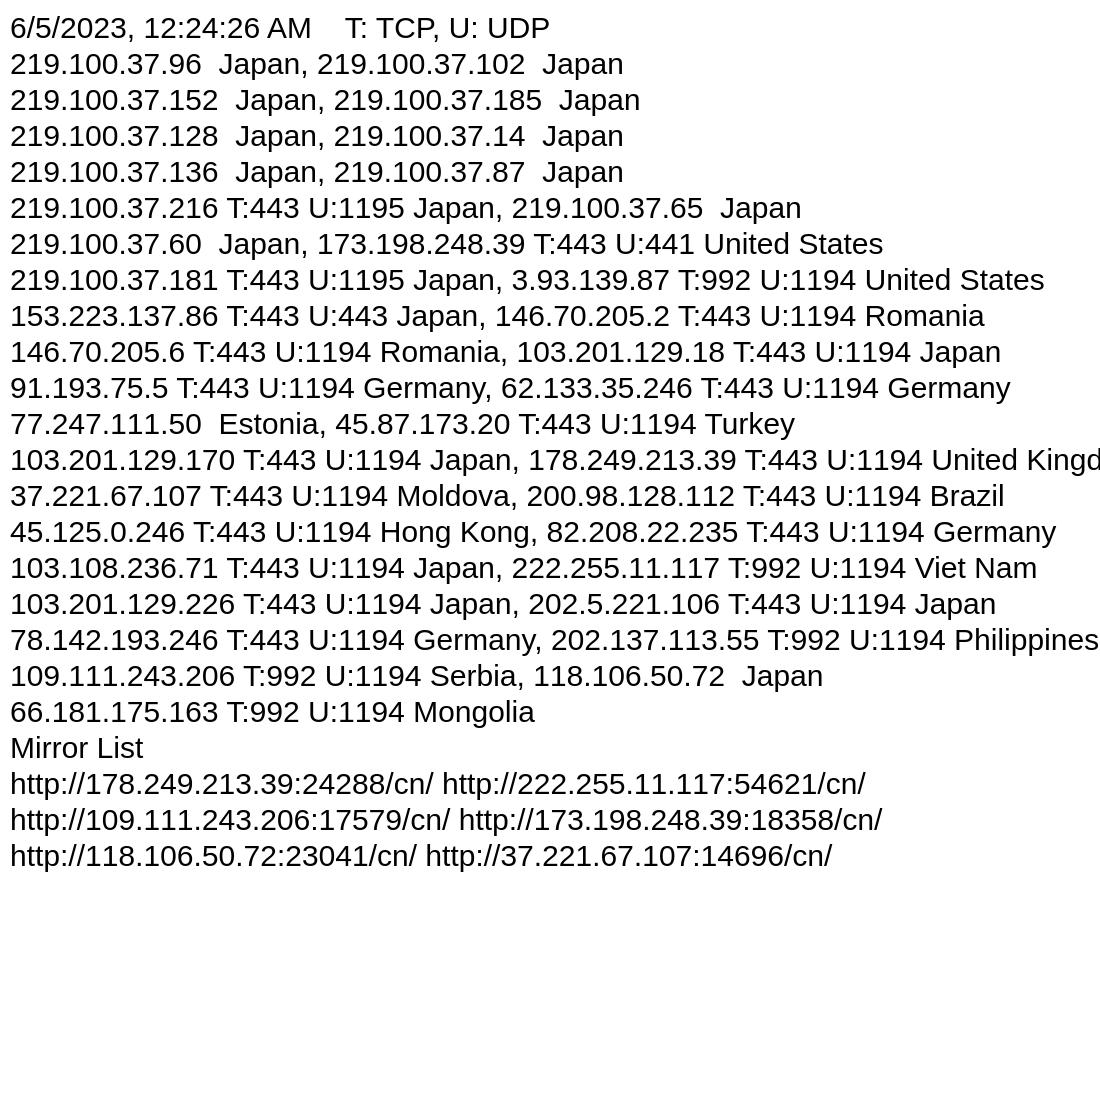 6/5/2023, 12:24:26 AM    T: TCP, U: UDP
219.100.37.96  Japan, 219.100.37.102  Japan
219.100.37.152  Japan, 219.100.37.185  Japan
219.100.37.128  Japan, 219.100.37.14  Japan
219.100.37.136  Japan, 219.100.37.87  Japan
219.100.37.216 T:443 U:1195 Japan, 219.100.37.65  Japan
219.100.37.60  Japan, 173.198.248.39 T:443 U:441 United States
219.100.37.181 T:443 U:1195 Japan, 3.93.139.87 T:992 U:1194 United States
153.223.137.86 T:443 U:443 Japan, 146.70.205.2 T:443 U:1194 Romania
146.70.205.6 T:443 U:1194 Romania, 103.201.129.18 T:443 U:1194 Japan
91.193.75.5 T:443 U:1194 Germany, 62.133.35.246 T:443 U:1194 Germany
77.247.111.50  Estonia, 45.87.173.20 T:443 U:1194 Turkey
103.201.129.170 T:443 U:1194 Japan, 178.249.213.39 T:443 U:1194 United Kingd
37.221.67.107 T:443 U:1194 Moldova, 200.98.128.112 T:443 U:1194 Brazil
45.125.0.246 T:443 U:1194 Hong Kong, 82.208.22.235 T:443 U:1194 Germany
103.108.236.71 T:443 U:1194 Japan, 222.255.11.117 T:992 U:1194 Viet Nam
103.201.129.226 T:443 U:1194 Japan, 202.5.221.106 T:443 U:1194 Japan
78.142.193.246 T:443 U:1194 Germany, 202.137.113.55 T:992 U:1194 Philippines
109.111.243.206 T:992 U:1194 Serbia, 118.106.50.72  Japan
66.181.175.163 T:992 U:1194 Mongolia
Mirror List
http://178.249.213.39:24288/cn/ http://222.255.11.117:54621/cn/
http://109.111.243.206:17579/cn/ http://173.198.248.39:18358/cn/
http://118.106.50.72:23041/cn/ http://37.221.67.107:14696/cn/